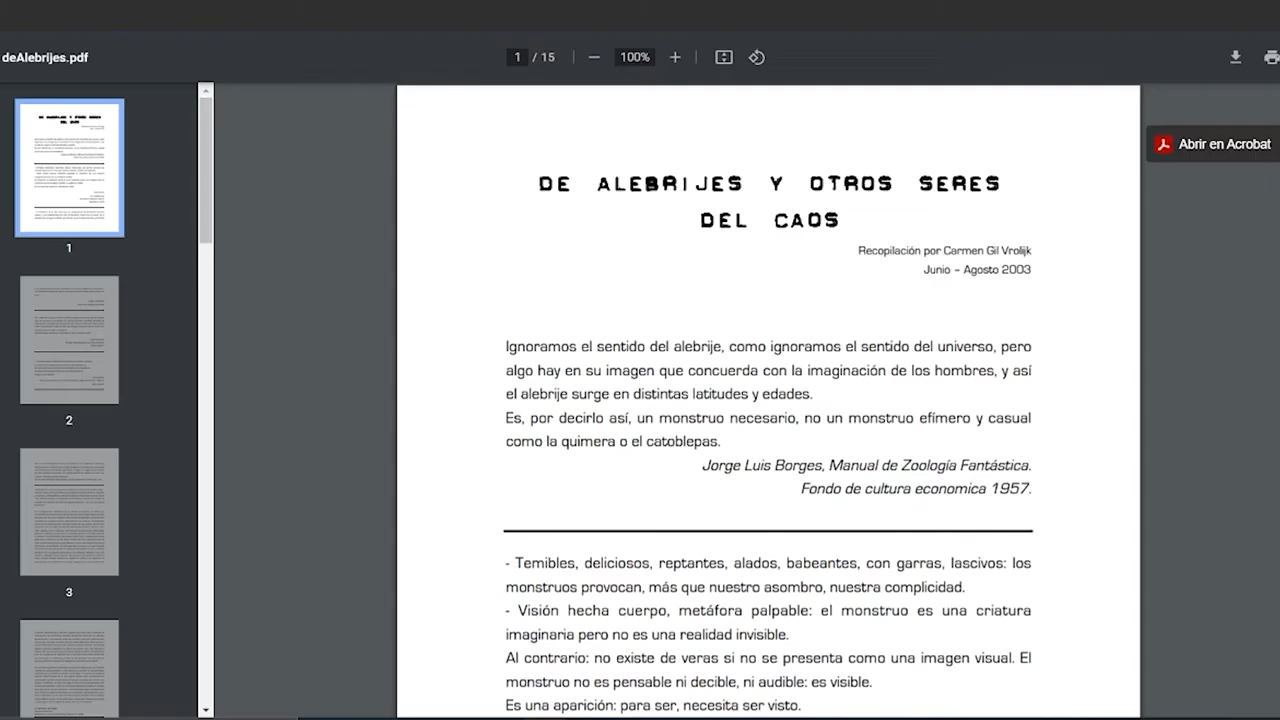 deAlebrijes.pdf
1 / 15
100%
Abrir en Acrobat
1
2
3
DE ALEBRIJES Y OTROS SERES
DEL CAOS
Recopilación por Carmen Gil Vrolijk
Junio – Agosto 2003
Ignoramos el sentido del alebrije, como ignoramos el sentido del universo, pero
algo hay en su imagen que concuerda con la imaginación de los hombres, y así
el alebrije surge en distintas latitudes y edades.
Es, por decirlo así, un monstruo necesario, no un monstruo efímero y casual
como la quimera o el catoblepas.
Jorge Luis Borges, Manual de Zoología Fantástica.
Fondo de cultura economica 1957.
- Temibles, deliciosos, reptantes, alados, babeantes, con garras, lascivos: los
monstruos provocan, más que nuestro asombro, nuestra complicidad.
- Visión hecha cuerpo, metáfora palpable: el monstruo es una criatura
imaginaria pero no es una realidad invisible.
Al contrario: no existe de veras si no se presenta como una imagen visual. El
monstruo no es pensable ni decible, ni audible: es visible.
Es una aparición: para ser, necesita ser visto.